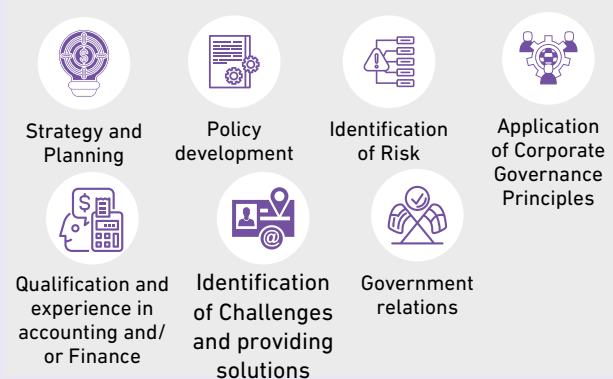 Strategy and
Planning
Policy
development
Identification
of Risk
Application
of Corporate
Governance
Principles
$
Qualification and
experience in
accounting and/
or Finance
@
Identification
of Challenges
and providing
solutions
Government
relations